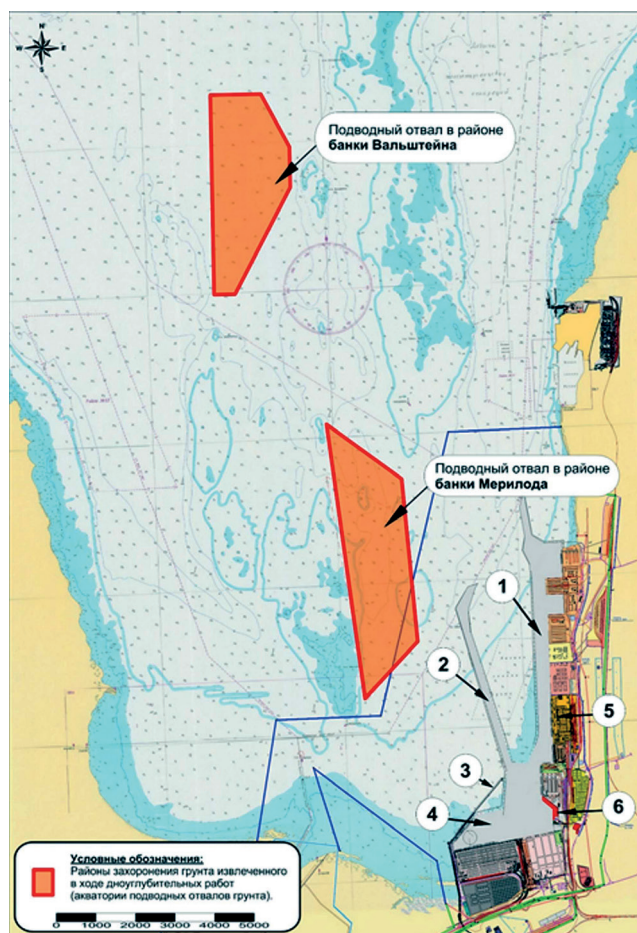 N
W E
S
Подводный отвал в районе
банки Вальштейна
Подводный отвал в районе
банки Мерилода
1
2
3
4
5
6
Условные обозначения:
Районы захоронения грунта извлеченного
в ходе дноуглубительных работ
(акватории подводных отвалов грунта).
0 1000 2000 3000 4000 5000